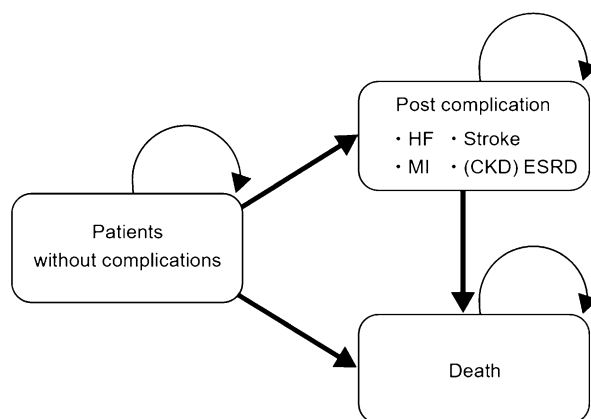 Post complication
・HF ・Stroke
・MI ・(CKD) ESRD
Patients
without complications
Death